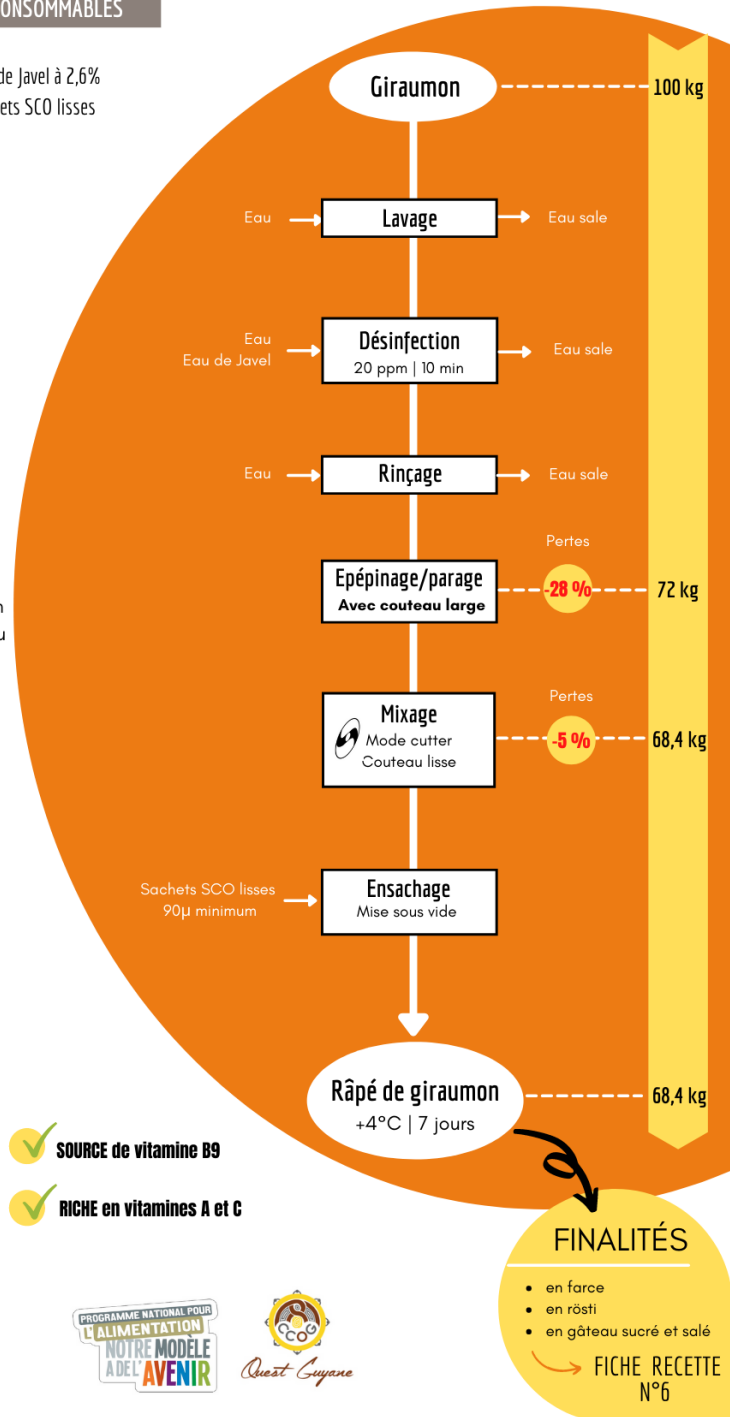 ONSOMMABLES
de Javel à 2,6%
ets SCO lisses
Giraumon
100 kg
Eau
Lavage
Eau sale
Eau
Eau de Javel
Désinfection
20 ppm | 10 min
Eau sale
Eau
Rinçage
Eau sale
Pertes
Epépinage/parage
Avec couteau large
-28 %
72 kg
Pertes
Mixage
Mode cutter
Couteau lisse
-5 %
68,4 kg
Sachets SCO lisses
90µ minimum
Ensachage
Mise sous vide
Râpé de giraumon
+4°C | 7 jours
68,4 kg
SOURCE de vitamine B9
RICHE en vitamines A et C
FINALITÉS
• en farce
• en rösti
• en gâteau sucré et salé
FICHE RECETTE
N°6
PROGRAMME NATIONAL POUR
L'ALIMENTATION
NOTRE MODÈLE
A DE L'AVENIR
CCOG
Ouest Guyane